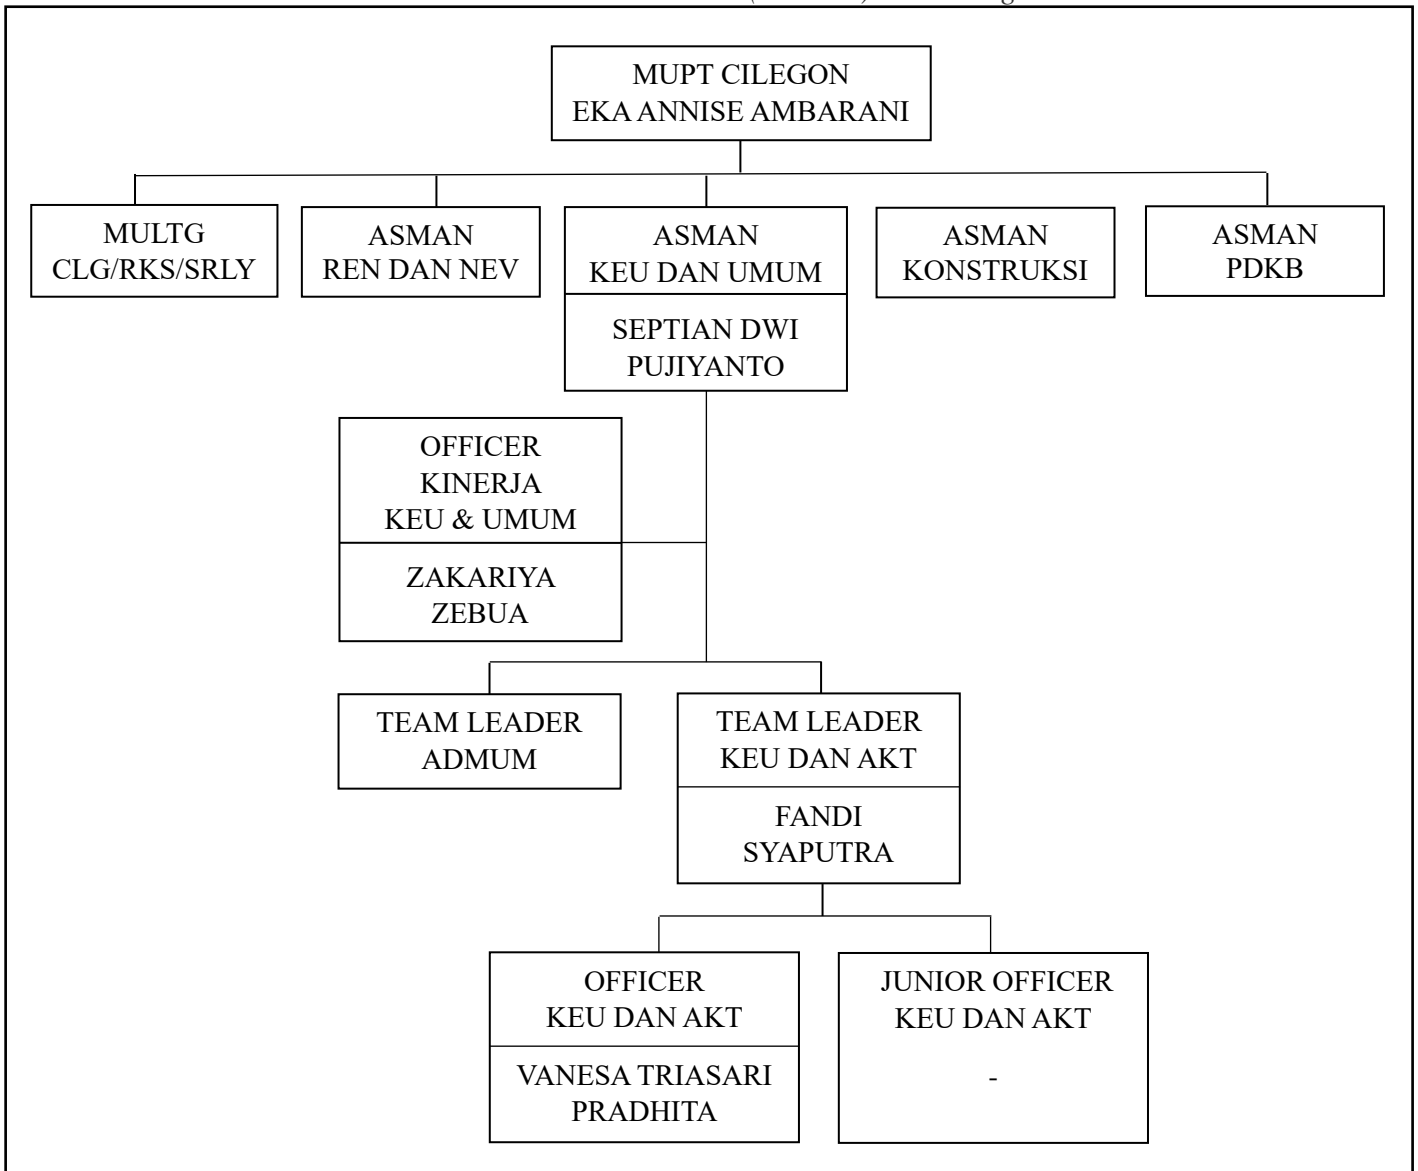 MUPT CILEGON
EKA ANNISE AMBARANI
MULTG
CLG/RKS/SRLY
ASMAN
REN DAN NEV
ASMAN
KEU DAN UMUM
SEPTIAN DWI
PUJIYANTO
ASMAN
KONSTRUKSI
ASMAN
PDKB
OFFICER
KINERJA
KEU & UMUM
ZAKARIYA
ZEBUA
TEAM LEADER
ADMUM
TEAM LEADER
KEU DAN AKT
FANDI
SYAPUTRA
OFFICER
KEU DAN AKT
VANESA TRIASARI
PRADHITA
JUNIOR OFFICER
KEU DAN AKT
-